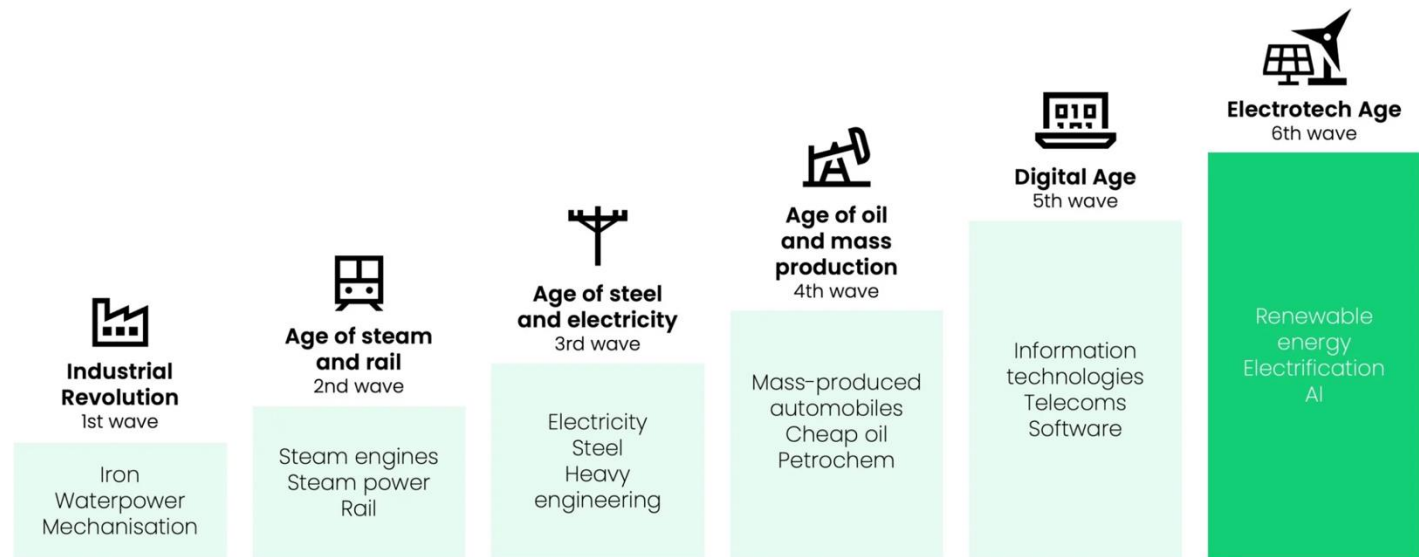 Industrial
Revolution
1st wave
Iron
Waterpower
Mechanisation
Age of steam
and rail
2nd wave
Steam engines
Steam power
Rail
Age of steel
and electricity
3rd wave
Electricity
Steel
Heavy
engineering
Age of oil
and mass
production
4th wave
Mass-produced
automobiles
Cheap oil
Petrochem
010
101
Digital Age
5th wave
Information
technologies
Telecoms
Software
Electrotech Age
6th wave
Renewable
energy
Electrification
AI